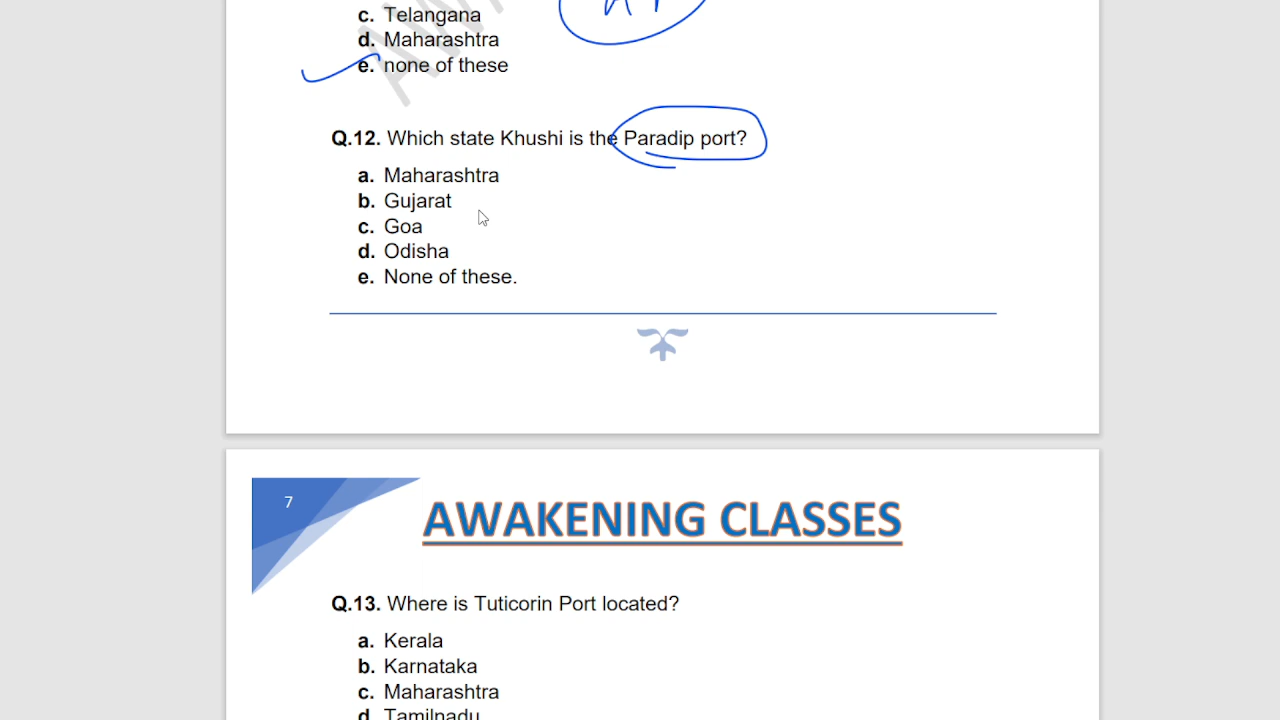 c. Telangana
d. Maharashtra
e. none of these
Q.12. Which state Khushi is the Paradip port?
a. Maharashtra
b. Gujarat
c. Goa
d. Odisha
e. None of these.
7
AWAKENING CLASSES
Q.13. Where is Tuticorin Port located?
a. Kerala
b. Karnataka
c. Maharashtra
d. Tamilnadu